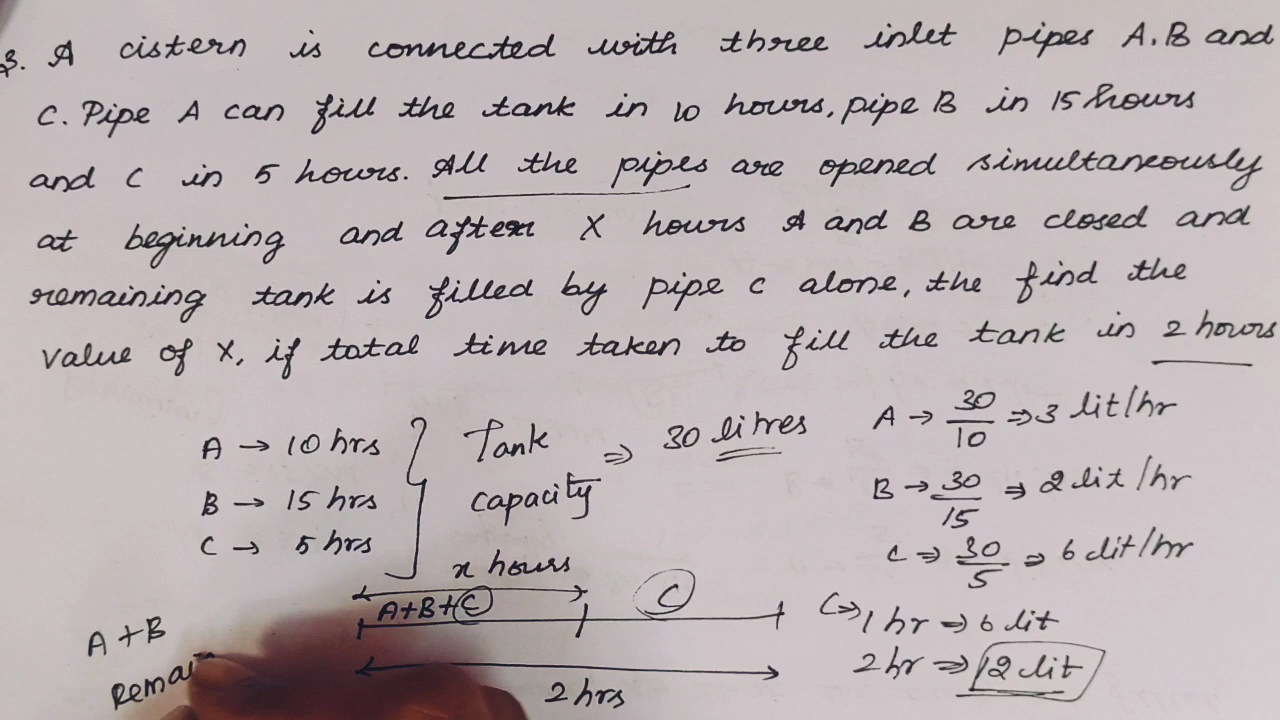 3. A cistern is connected with three inlet pipes A.B and
C. Pipe A can fill the tank in 10 hours, pipe B in 15 hours
and C in 5 hours. All the pipes are opened simultaneously
at beginning and after X hours A and B are closed and
remaining tank is filled by pipe C alone, the find the
value of X, if total time taken to fill the tank in 2 hours
A → 10 hrs
B → 15 hrs
C → 5 hrs
Tank
capacity
⇒ 30 litres
A → 30/10 ⇒ 3 lit/hr
B → 30/15 ⇒ 2 lit/hr
C ⇒ 30/5 ⇒ 6 lit/hr
x hours
A+B+C
C
2 hrs
C⇒ 1 hr ⇒ 6 lit
2 hr ⇒ 12 lit
A+B
Remai